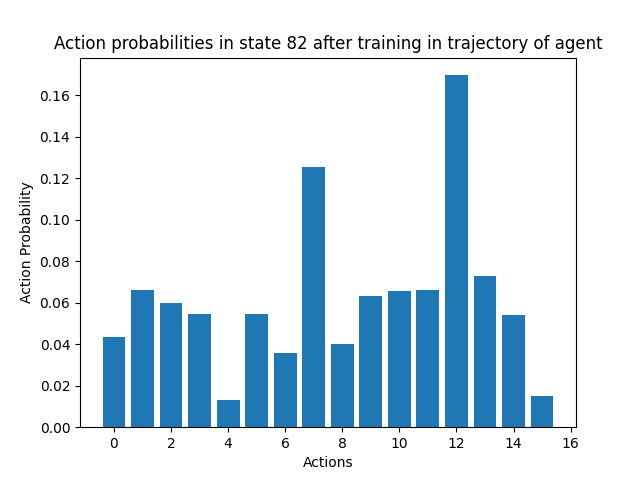 Action probabilities in state 82 after training in trajectory of agent
0.16
0.14
0.12
0.10
0.08
0.06
0.04
0.02
0.00
Action Probability
0 2 4 6 8 10 12 14 16
Actions